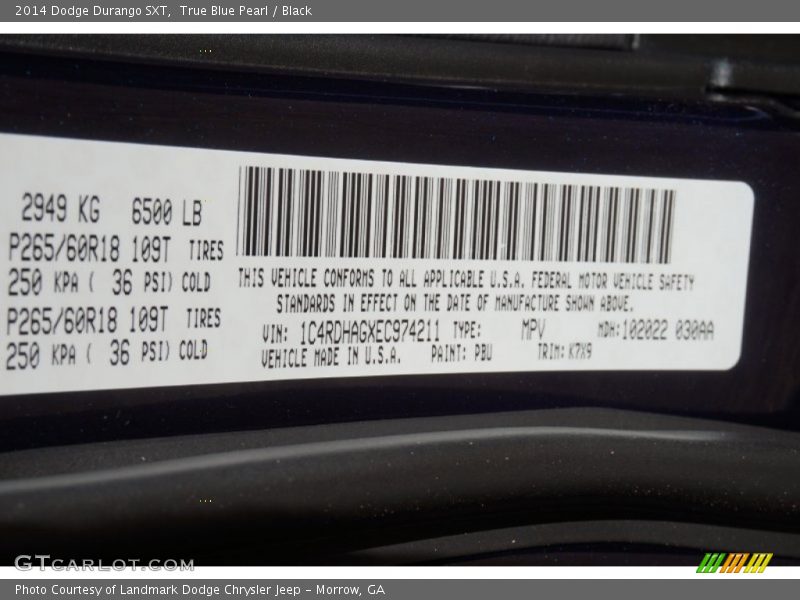 2014 Dodge Durango SXT,  True Blue Pearl / Black
2949 KG 6500 LB
P265/60R18 109T TIRES
250 KPA ( 36 PSI) COLD
P265/60R18 109T TIRES
250 KPA ( 36 PSI) COLD
THIS VEHICLE CONFORMS TO ALL APPLICABLE U.S.A. FEDERAL MOTOR VEHICLE SAFETY
STANDARDS IN EFFECT ON THE DATE OF MANUFACTURE SHOWN ABOVE.
VIN: 1C4RDHAGXEC974211 TYPE: MPV MDH:102022 030AA
VEHICLE MADE IN U.S.A. PAINT: PBU TRIM:K7X9
GTCARLOT.COM
Photo Courtesy of Landmark Dodge Chrysler Jeep – Morrow, GA